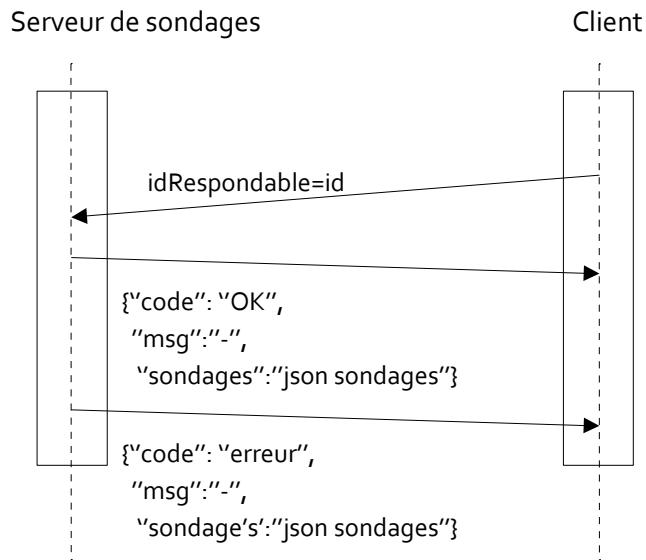 Serveur de sondages
Client
idRespondable=id
{‘’code’’: ‘’OK’’,
’’msg’’:’’-’’,
‘’sondages’’:’’json sondages’’}
{‘’code’’: ‘’erreur’’,
’’msg’’:’’-’’,
‘’sondage’s’:’’json sondages’’}